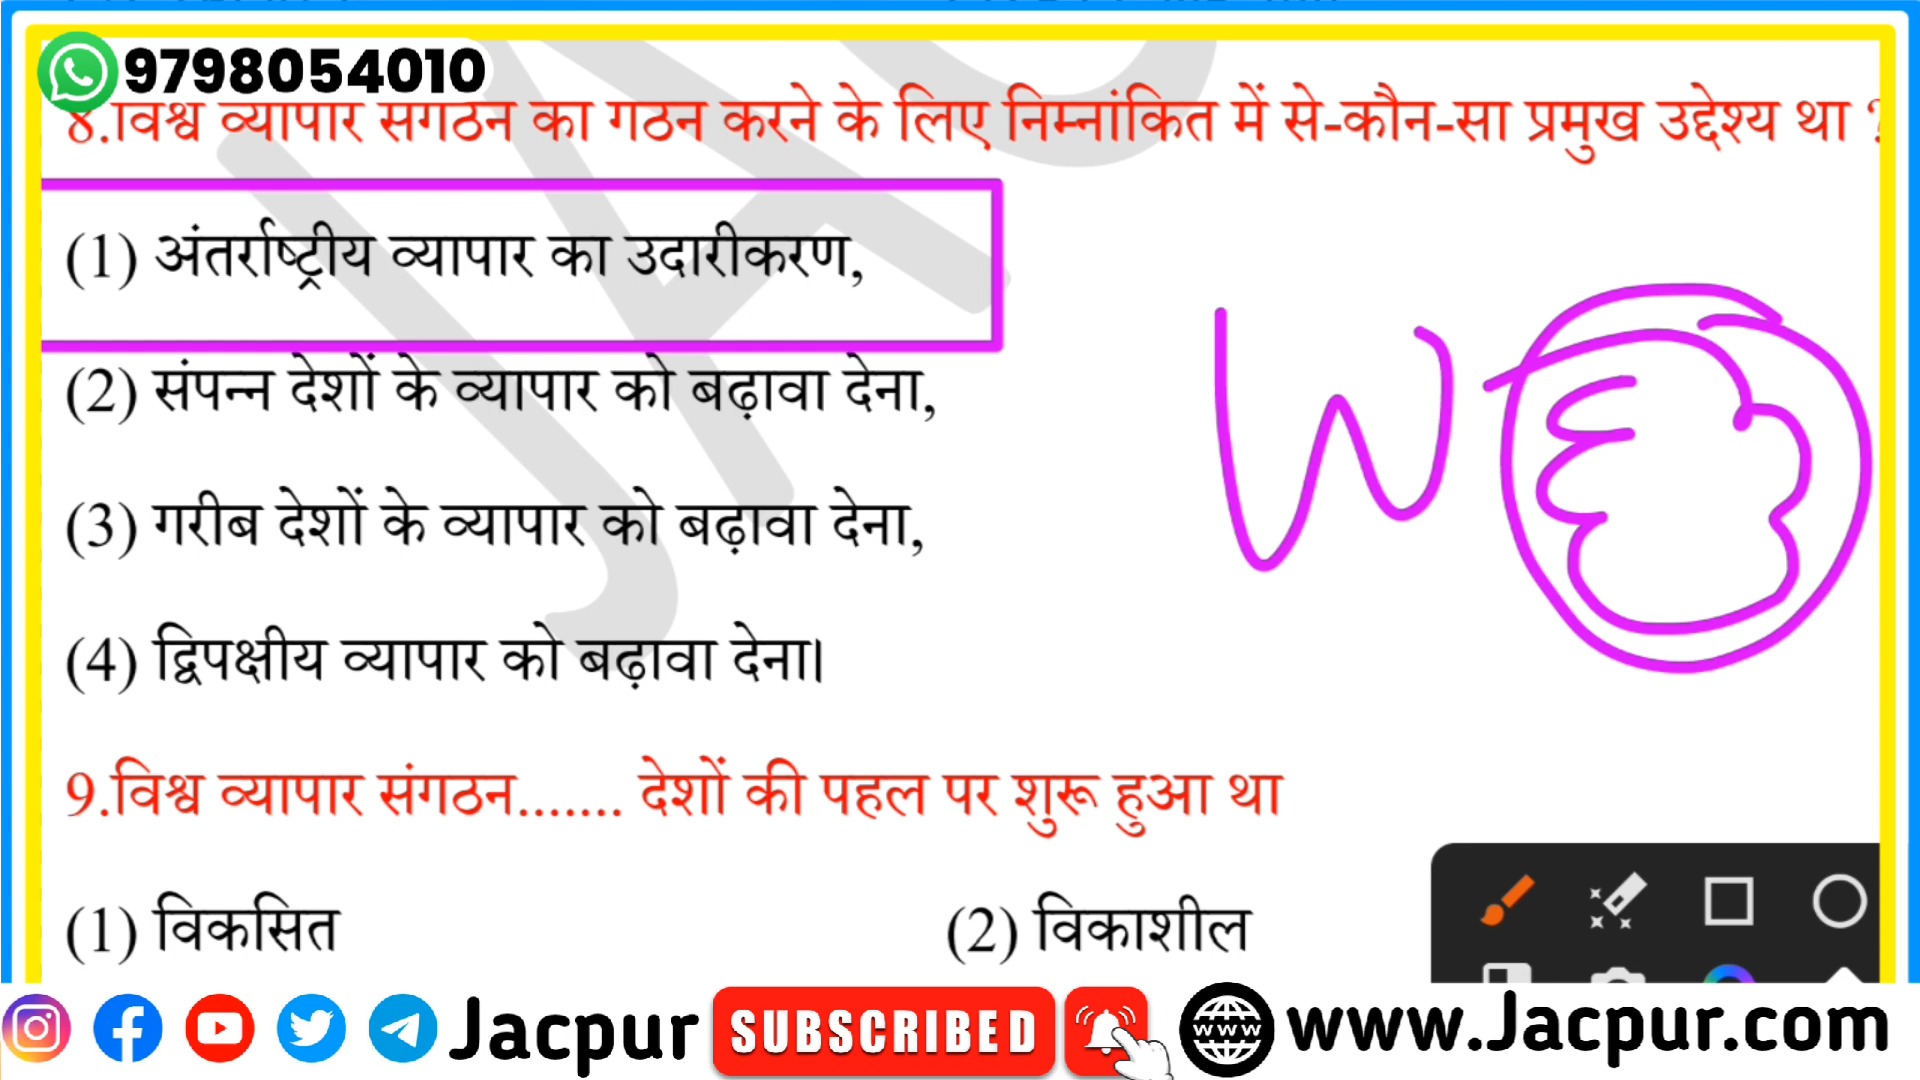 9798054010
8.विश्व व्यापार संगठन का गठन करने के लिए निम्नांकित में से-कौन-सा प्रमुख उद्देश्य था ?
(1) अंतर्राष्ट्रीय व्यापार का उदारीकरण,
(2) संपन्न देशों के व्यापार को बढ़ावा देना,
(3) गरीब देशों के व्यापार को बढ़ावा देना,
(4) द्विपक्षीय व्यापार को बढ़ावा देना।
W
9.विश्व व्यापार संगठन....... देशों की पहल पर शुरू हुआ था
(1) विकसित (2) विकाशील
Jacpur SUBSCRIBED www www.Jacpur.com